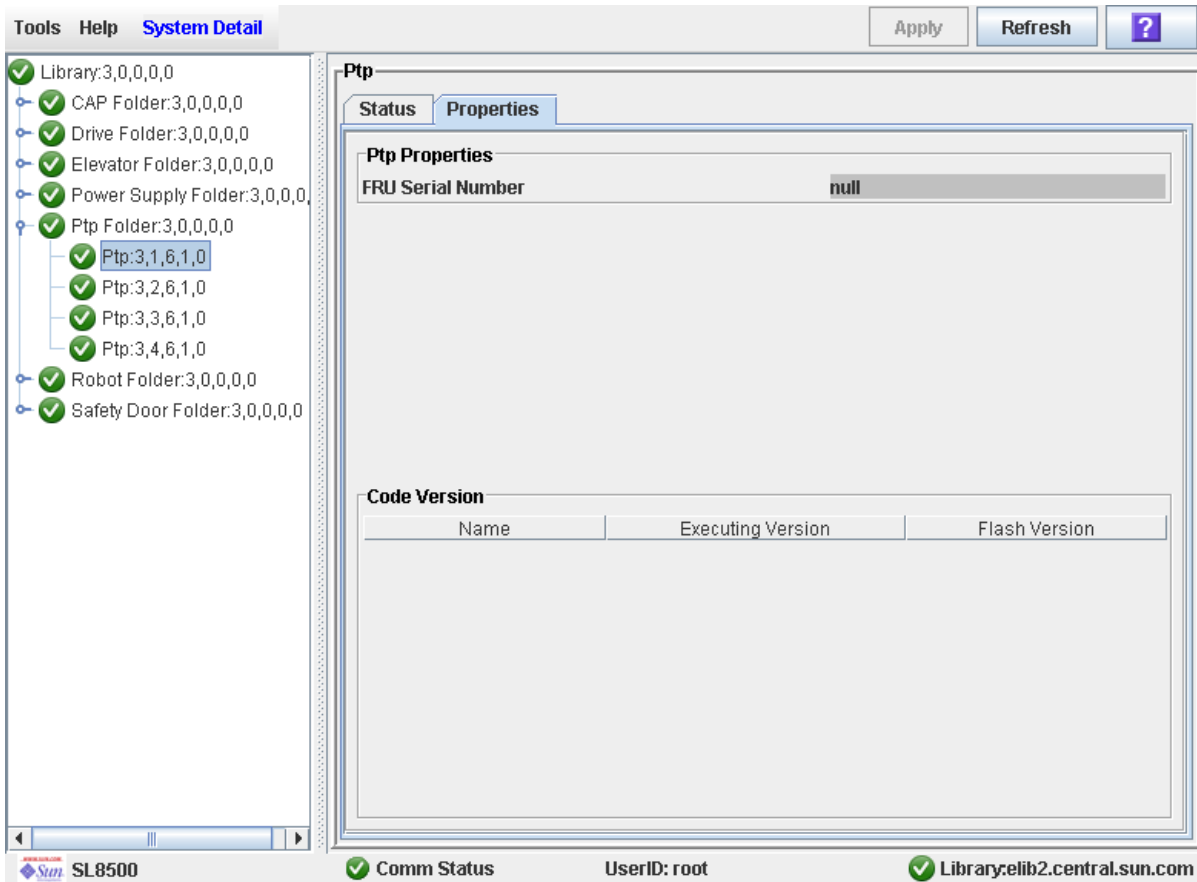 Tools Help System Detail
Apply Refresh ?
Library:3,0,0,0,0
CAP Folder:3,0,0,0,0
Drive Folder:3,0,0,0,0
Elevator Folder:3,0,0,0,0
Power Supply Folder:3,0,0,0,
Ptp Folder:3,0,0,0,0
Ptp:3,1,6,1,0
Ptp:3,2,6,1,0
Ptp:3,3,6,1,0
Ptp:3,4,6,1,0
Robot Folder:3,0,0,0,0
Safety Door Folder:3,0,0,0,0
Ptp
Status Properties
Ptp Properties
FRU Serial Number null
Code Version
Name Executing Version Flash Version
Sun SL8500 Comm Status UserID: root Library:elib2.central.sun.com